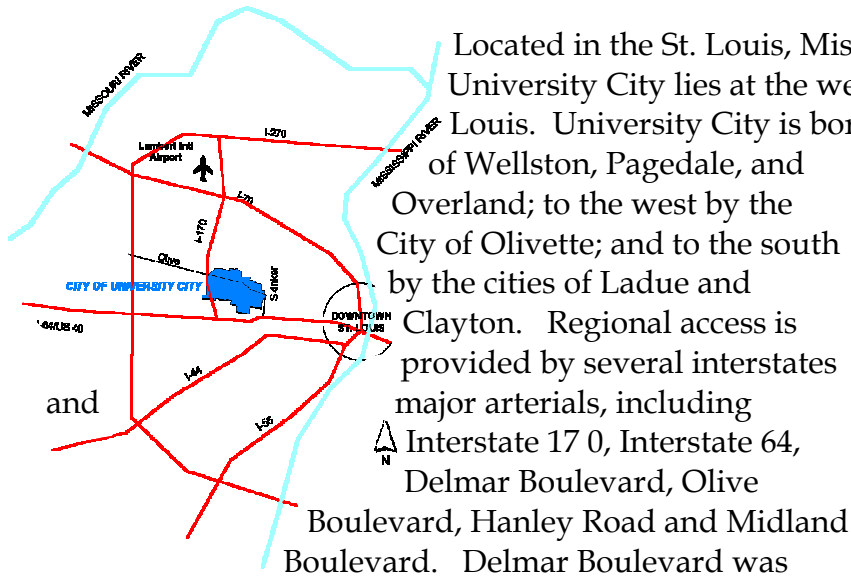 Located in the St. Louis, Mis
University City lies at the we
Louis. University City is bor
of Wellston, Pagedale, and
Overland; to the west by the
City of Olivette; and to the south
by the cities of Ladue and
Clayton. Regional access is
provided by several interstates
and major arterials, including
Interstate 17 0, Interstate 64,
Delmar Boulevard, Olive
Boulevard, Hanley Road and Midland
Boulevard. Delmar Boulevard was
MISSOURI RIVER
I-270
Lambert Intl
Airport
MISSISSIPPI RIVER
I-70
I-170
Olive
CITY OF UNIVERSITY CITY
Skinker
DOWNTOWN
ST. LOUIS
I-64/US 40
I-44
I-55
N